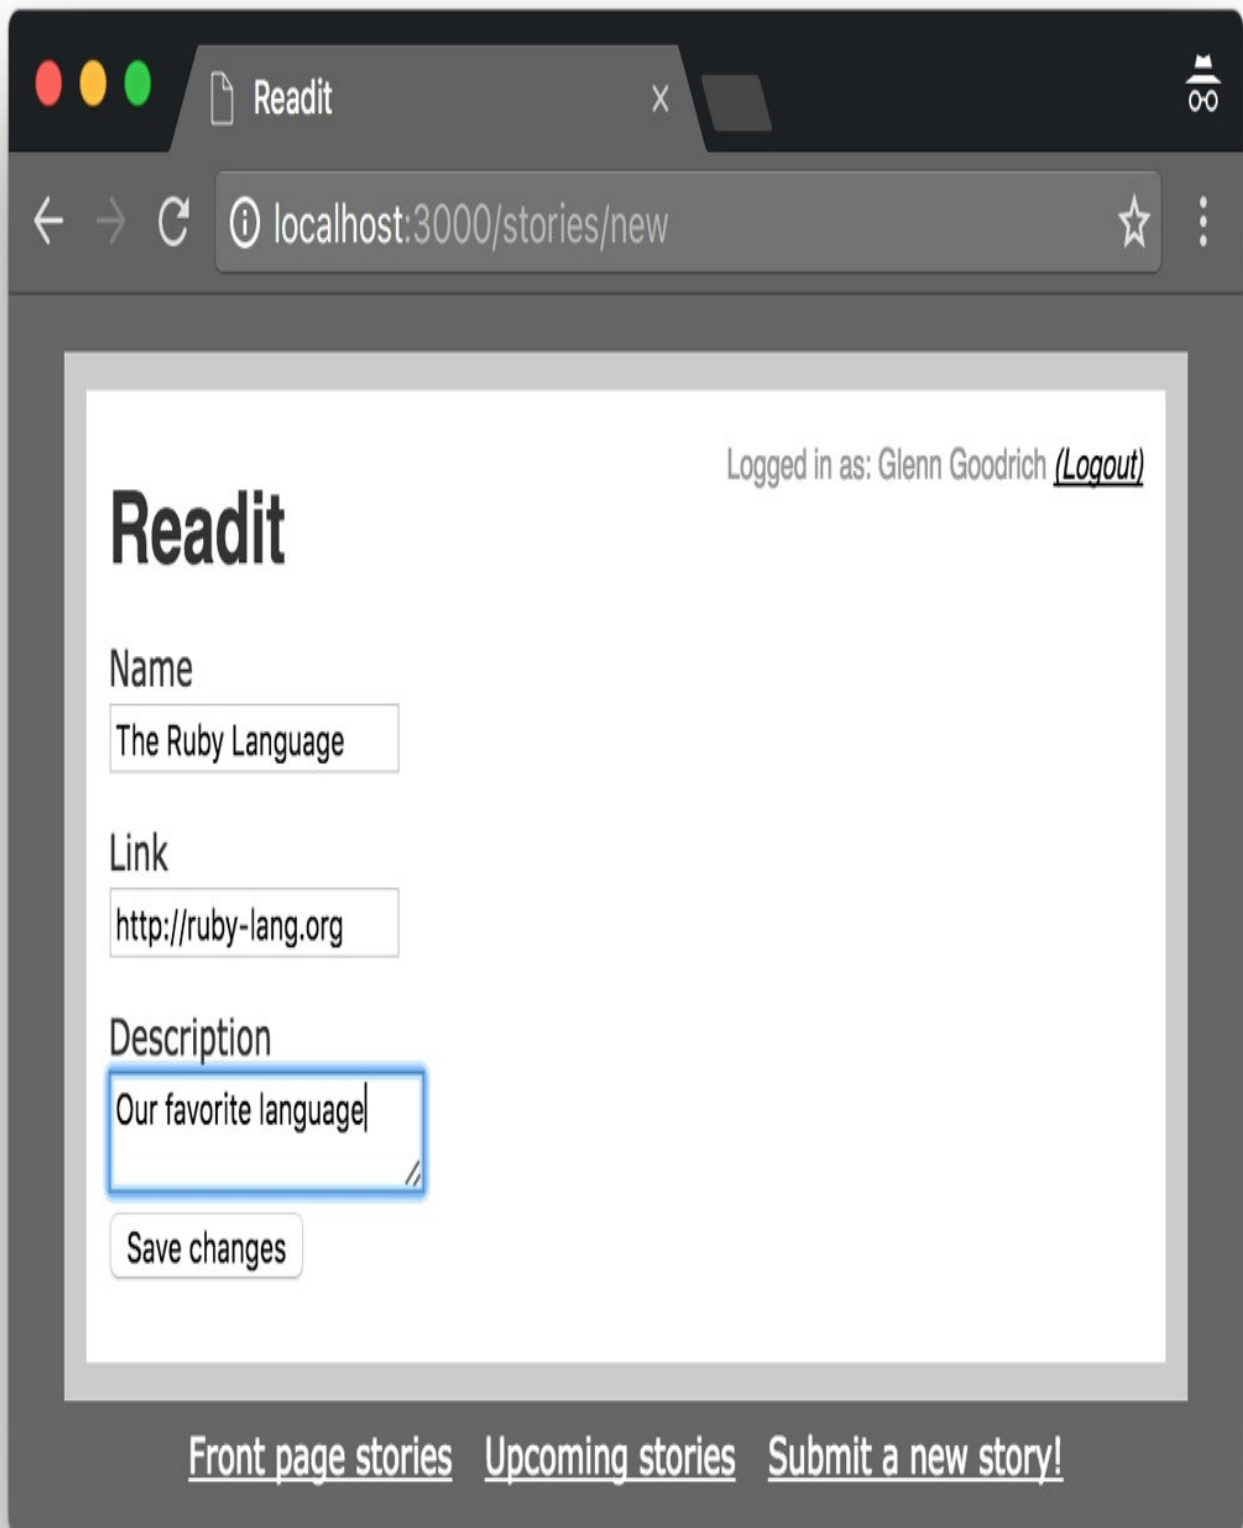 Readit
localhost:3000/stories/new
Logged in as: Glenn Goodrich (Logout)
Readit
Name
The Ruby Language
Link
http://ruby-lang.org
Description
Our favorite language
Save changes
Front page stories Upcoming stories Submit a new story!